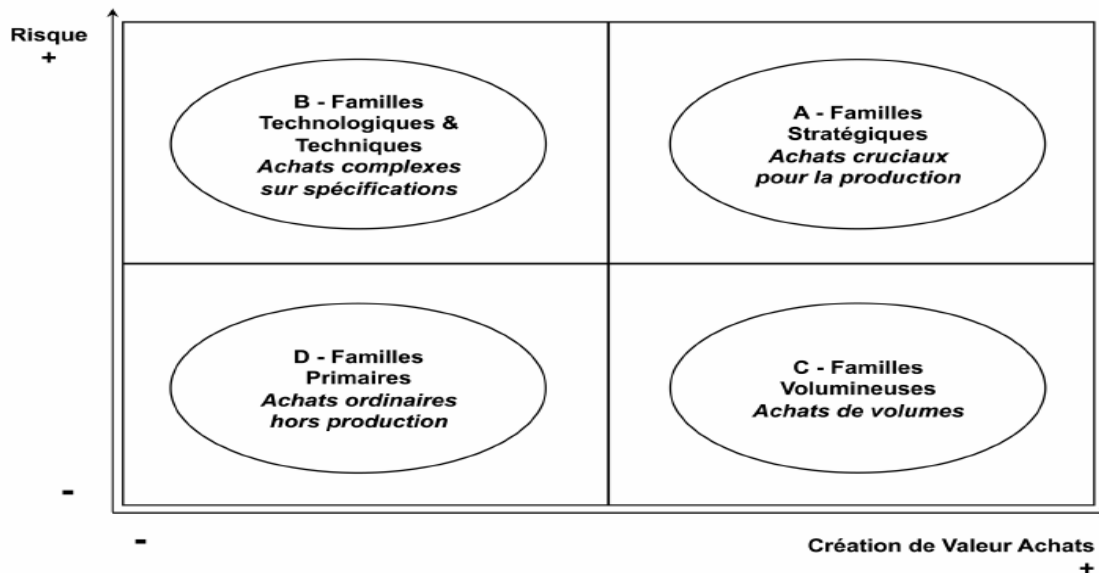 Risque
+
B - Familles
Technologiques &
Techniques
Achats complexes
sur spécifications
A - Familles
Stratégiques
Achats cruciaux
pour la production
D - Familles
Primaires
Achats ordinaires
hors production
C - Familles
Volumineuses
Achats de volumes
-
-
Création de Valeur Achats
+